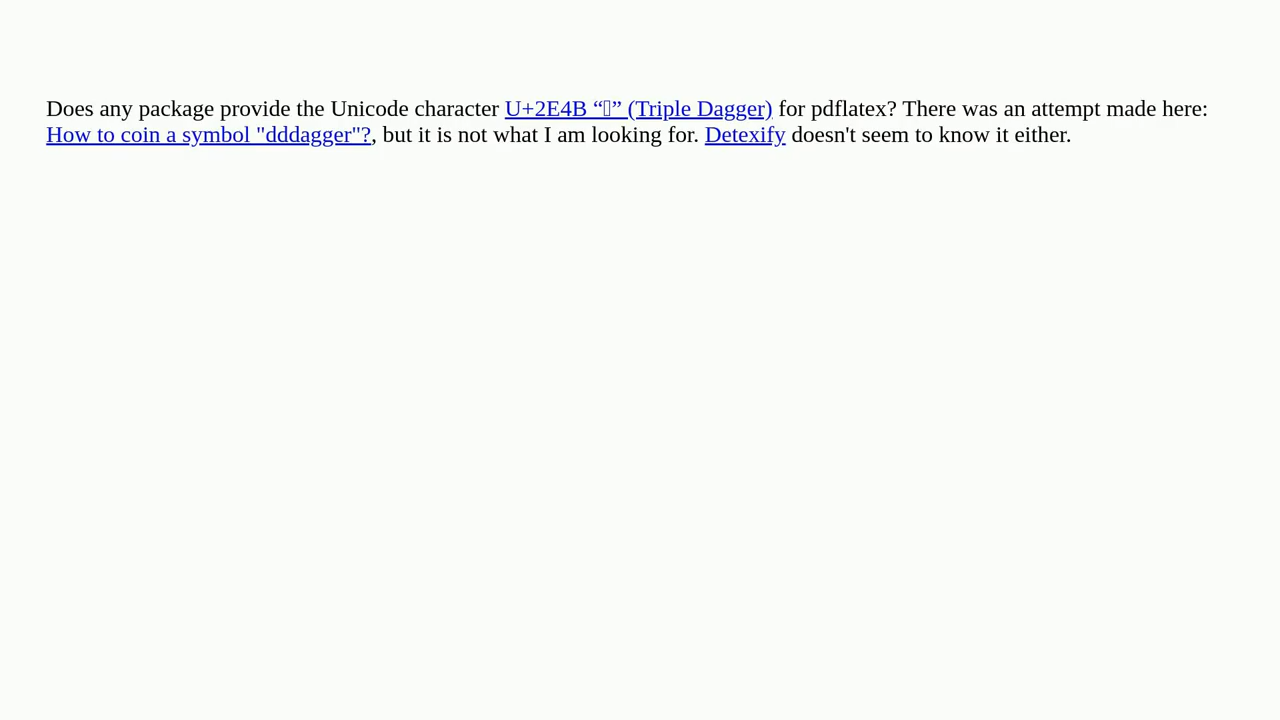 Does any package provide the Unicode character U+2E4B “⹋” (Triple Dagger) for pdflatex? There was an attempt made here:
How to coin a symbol "dddagger"?, but it is not what I am looking for. Detexify doesn't seem to know it either.